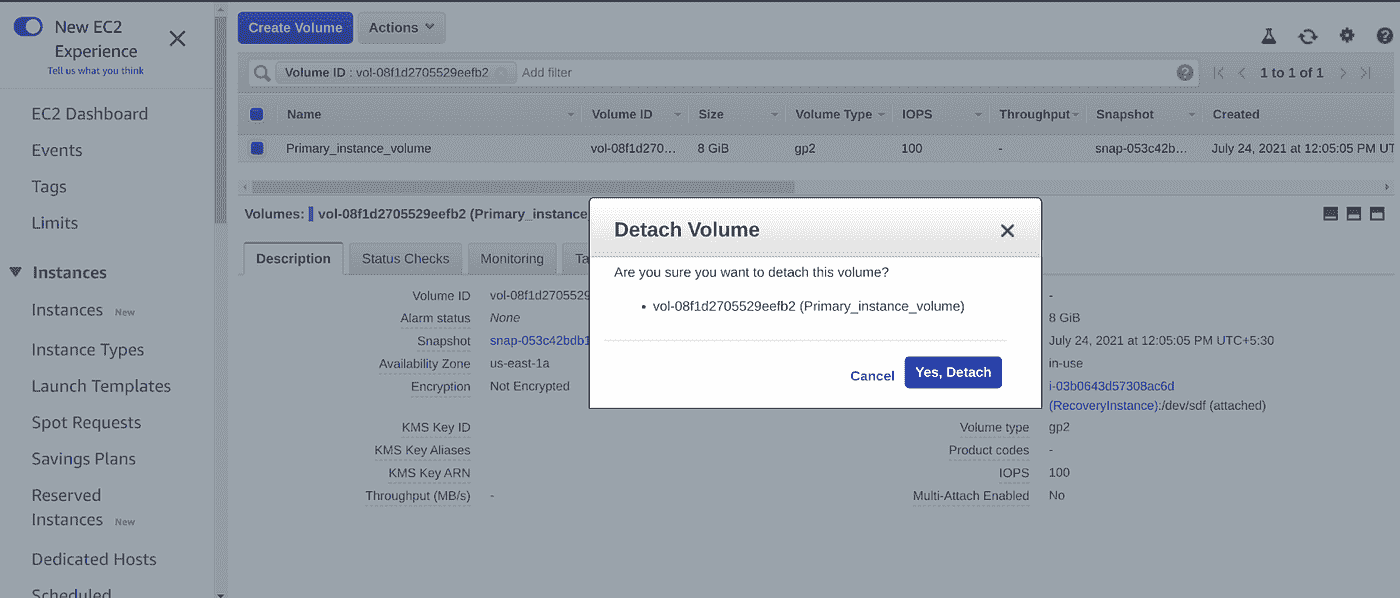 New EC2
Experience
Tell us what you think
EC2 Dashboard
Events
Tags
Limits
Instances
Instances New
Instance Types
Launch Templates
Spot Requests
Savings Plans
Reserved
Instances New
Dedicated Hosts
Scheduled
Create Volume Actions
Volume ID : vol-08f1d2705529eefb2 Add filter 1 to 1 of 1
Name Volume ID Size Volume Type IOPS Throughput Snapshot Created
Primary_instance_volume vol-08f1d270... 8 GiB gp2 100 - snap-053c42b... July 24, 2021 at 12:05:05 PM UT
Volumes: vol-08f1d2705529eefb2 (Primary_instance
Description Status Checks Monitoring Ta
Detach Volume
Are you sure you want to detach this volume?
• vol-08f1d2705529eefb2 (Primary_instance_volume)
Cancel Yes, Detach
Volume ID vol-08f1d2705529 -
Alarm status None 8 GiB
Snapshot snap-053c42bdb1 July 24, 2021 at 12:05:05 PM UTC+5:30
Availability Zone us-east-1a in-use
Encryption Not Encrypted i-03b0643d57308ac6d
(RecoveryInstance):/dev/sdf (attached)
KMS Key ID Volume type gp2
KMS Key Aliases Product codes -
KMS Key ARN IOPS 100
Throughput (MB/s) - Multi-Attach Enabled No